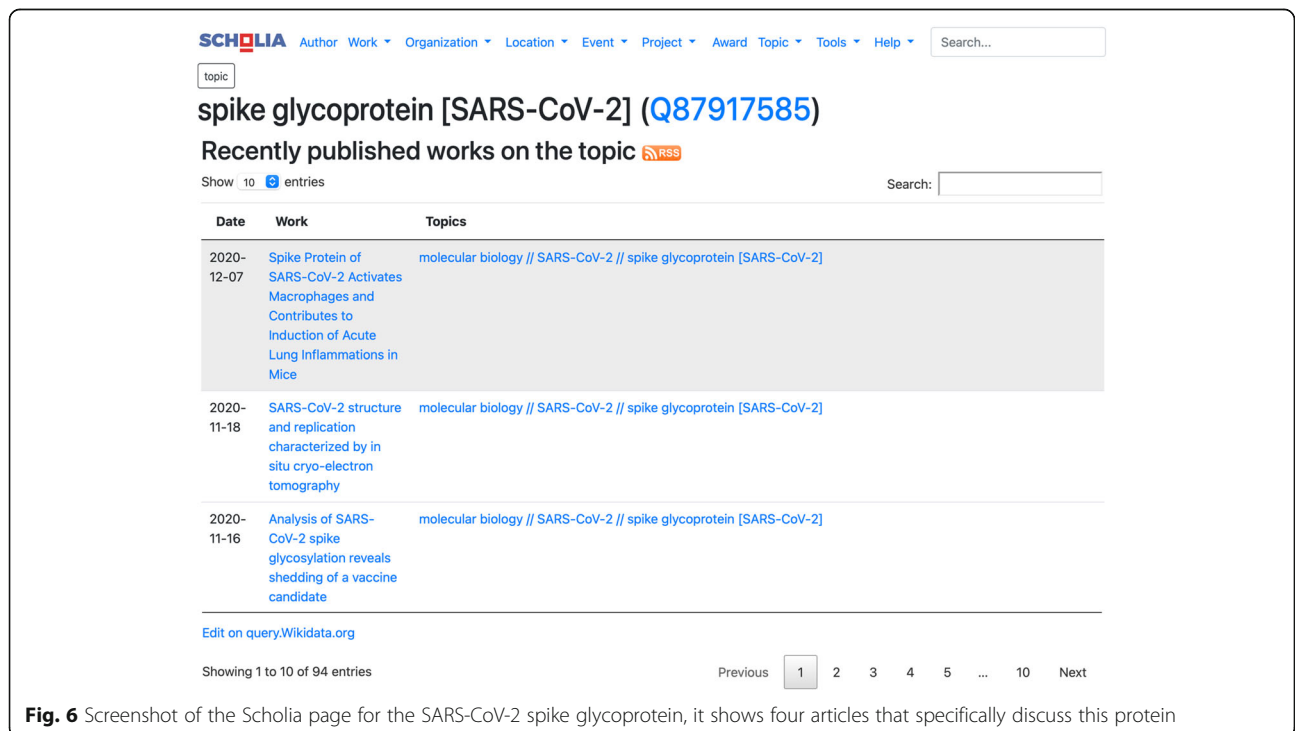 SCHOLIA Author Work Organization Location Event Project Award Topic Tools Help Search...
topic
spike glycoprotein [SARS-CoV-2] (Q87917585)
Recently published works on the topic RSS
Show 10 entries Search:
Date Work Topics
2020- Spike Protein of molecular biology // SARS-CoV-2 // spike glycoprotein [SARS-CoV-2]
12-07 SARS-CoV-2 Activates
Macrophages and
Contributes to
Induction of Acute
Lung Inflammations in
Mice
2020- SARS-CoV-2 structure molecular biology // SARS-CoV-2 // spike glycoprotein [SARS-CoV-2]
11-18 and replication
characterized by in
situ cryo-electron
tomography
2020- Analysis of SARS- molecular biology // SARS-CoV-2 // spike glycoprotein [SARS-CoV-2]
11-16 CoV-2 spike
glycosylation reveals
shedding of a vaccine
candidate
Edit on query.Wikidata.org
Showing 1 to 10 of 94 entries Previous 1 2 3 4 5 ... 10 Next
Fig. 6 Screenshot of the Scholia page for the SARS-CoV-2 spike glycoprotein, it shows four articles that specifically discuss this protein